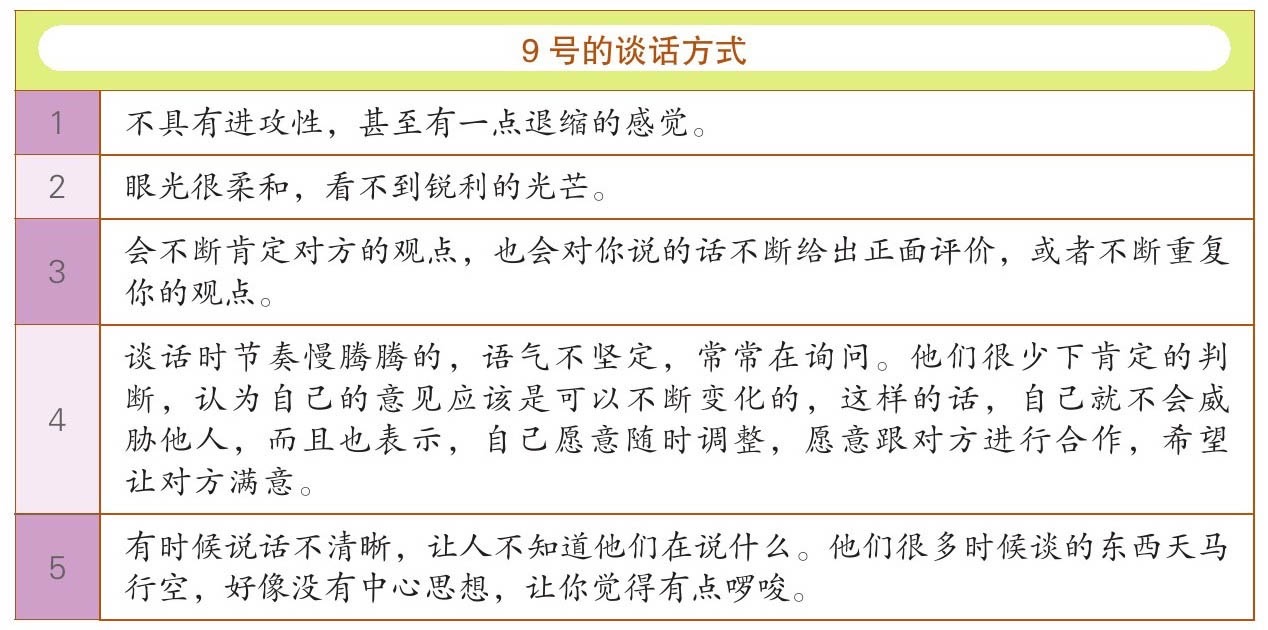 9 号的谈话方式
1
不具有进攻性，甚至有一点退缩的感觉。
2
眼光很柔和，看不到锐利的光芒。
3
会不断肯定对方的观点，也会对你说的话不断给出正面评价，或者不断重复
你的观点。
4
谈话时节奏慢腾腾的，语气不坚定，常常在询问。他们很少下肯定的判
断，认为自己的意见应该是可以不断变化的，这样的话，自己就不会威
胁他人，而且也表示，自己愿意随时调整，愿意跟对方进行合作，希望
让对方满意。
5
有时候说话不清晰，让人不知道他们在说什么。他们很多时候谈的东西天马
行空，好像没有中心思想，让你觉得有点啰唆。